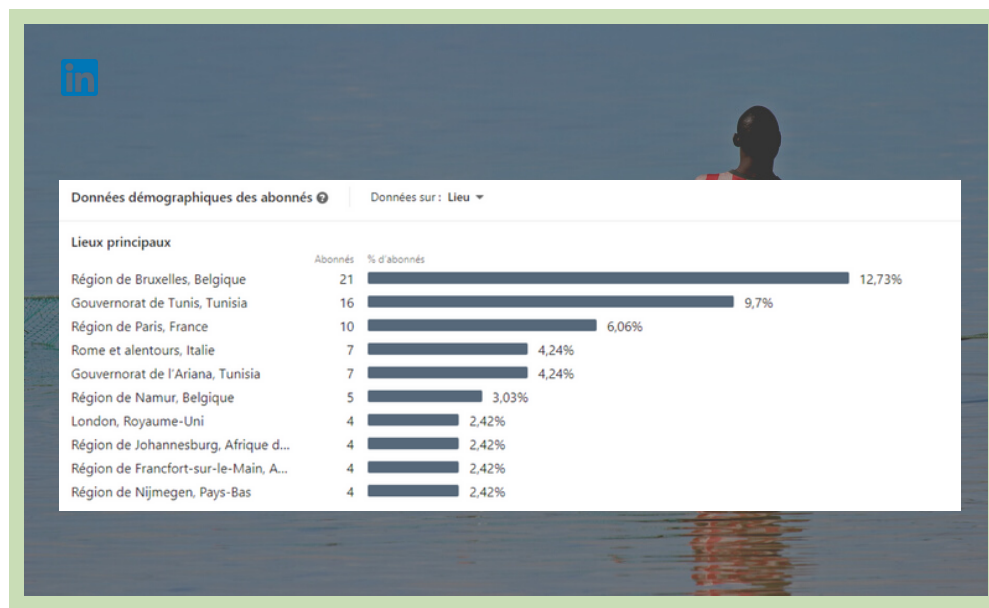 in
Données démographiques des abonnés ? Données sur : Lieu
Lieux principaux
Abonnés % d'abonnés
Région de Bruxelles, Belgique 21 12,73%
Gouvernorat de Tunis, Tunisia 16 9,7%
Région de Paris, France 10 6,06%
Rome et alentours, Italie 7 4,24%
Gouvernorat de l'Ariana, Tunisia 7 4,24%
Région de Namur, Belgique 5 3,03%
London, Royaume-Uni 4 2,42%
Région de Johannesburg, Afrique d... 4 2,42%
Région de Francfort-sur-le-Main, A... 4 2,42%
Région de Nijmegen, Pays-Bas 4 2,42%